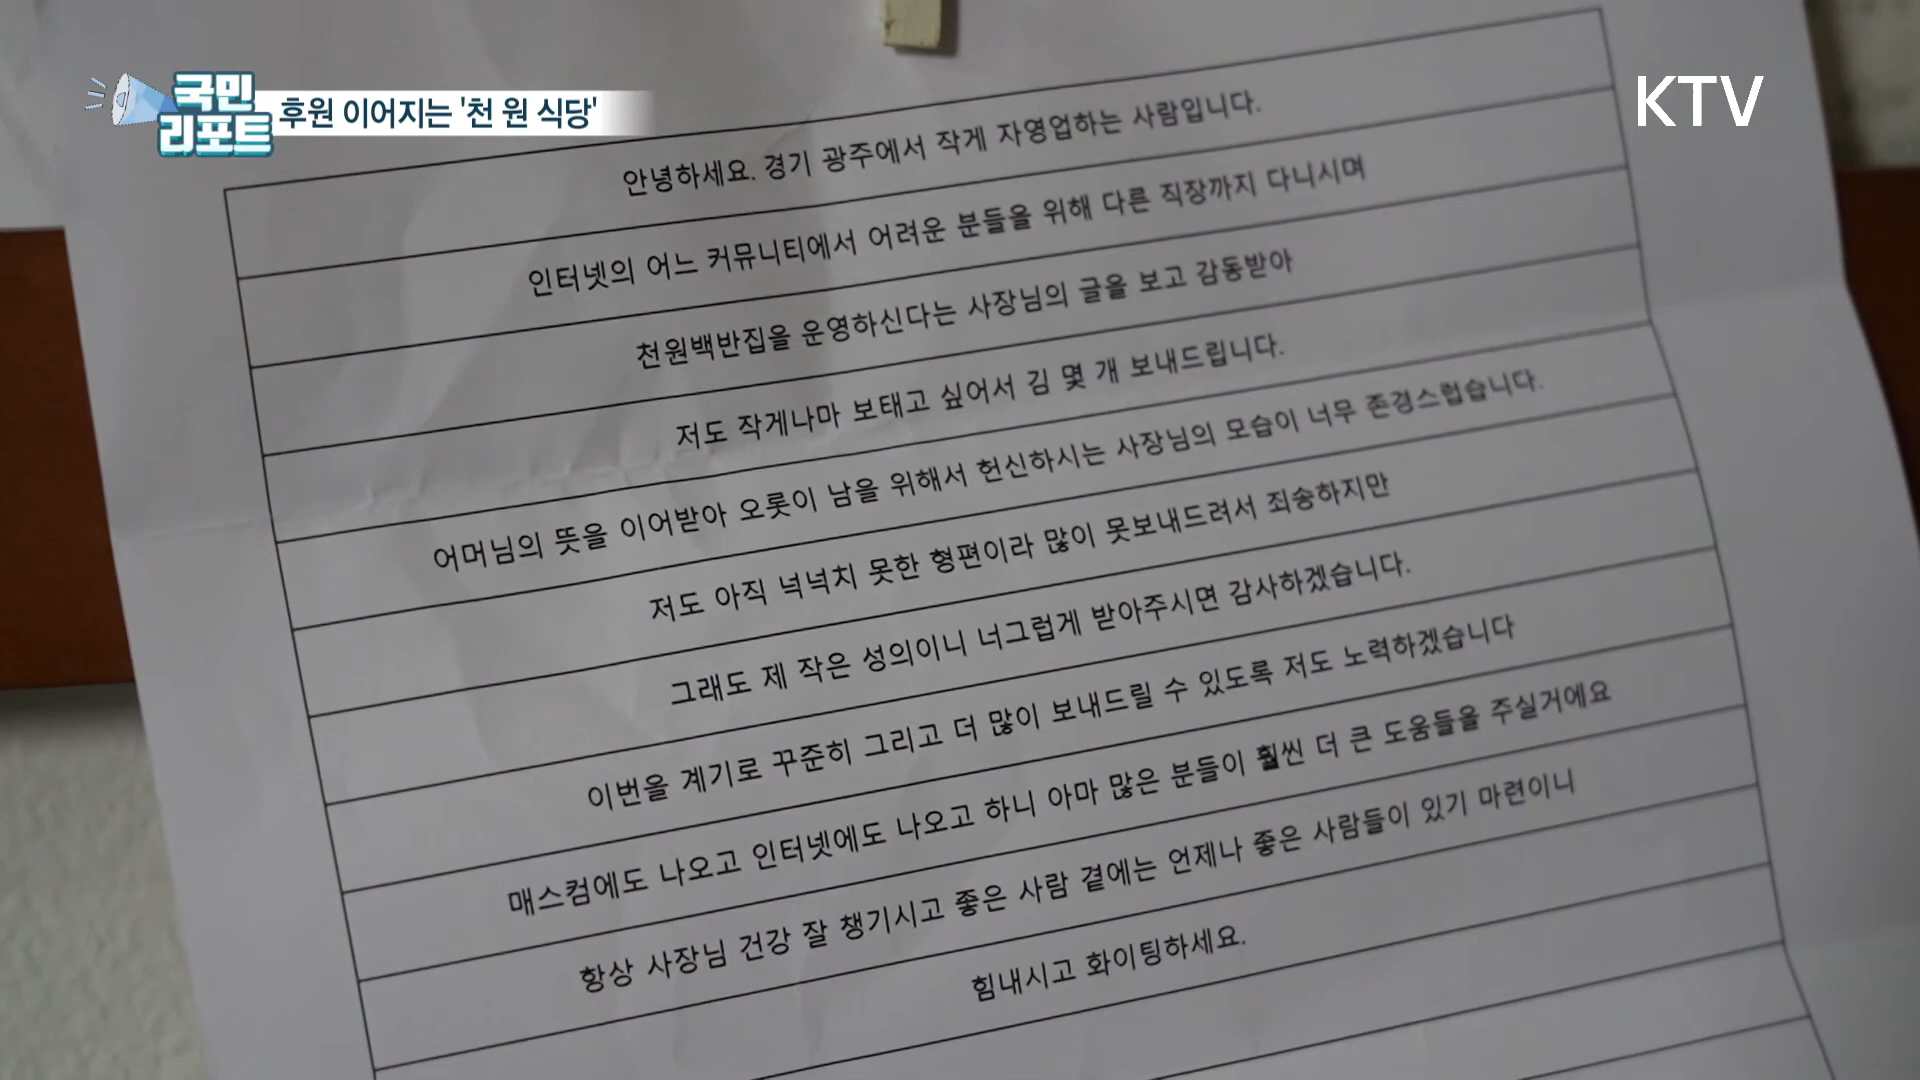 국민
리포트
후원 이어지는 '천 원 식당'
KTV
안녕하세요. 경기 광주에서 작게 자영업하는 사람입니다.
인터넷의 어느 커뮤니티에서 어려운 분들을 위해 다른 직장까지 다니시며
천원백반집을 운영하신다는 사장님의 글을 보고 감동받아
저도 작게나마 보태고 싶어서 김 몇 개 보내드립니다.
어머님의 뜻을 이어받아 오롯이 남을 위해서 헌신하시는 사장님의 모습이 너무 존경스럽습니다.
저도 아직 넉넉치 못한 형편이라 많이 못보내드려서 죄송하지만
그래도 제 작은 성의이니 너그럽게 받아주시면 감사하겠습니다.
이번을 계기로 꾸준히 그리고 더 많이 보내드릴 수 있도록 저도 노력하겠습니다
매스컴에도 나오고 인터넷에도 나오고 하니 아마 많은 분들이 훨씬 더 큰 도움들을 주실거에요
항상 사장님 건강 잘 챙기시고 좋은 사람 곁에는 언제나 좋은 사람들이 있기 마련이니
힘내시고 화이팅하세요.